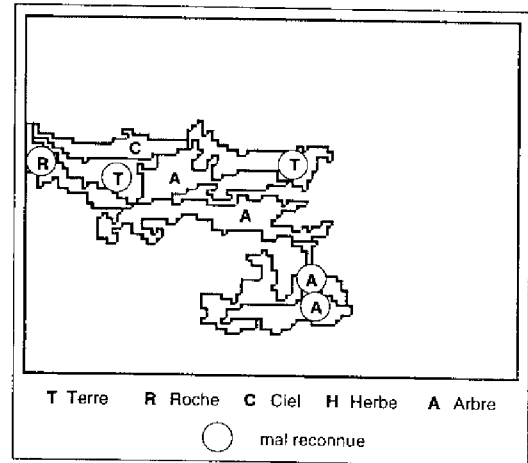 C
R T A T
A
A
A
T Terre R Roche C Ciel H Herbe A Arbre
mal reconnue